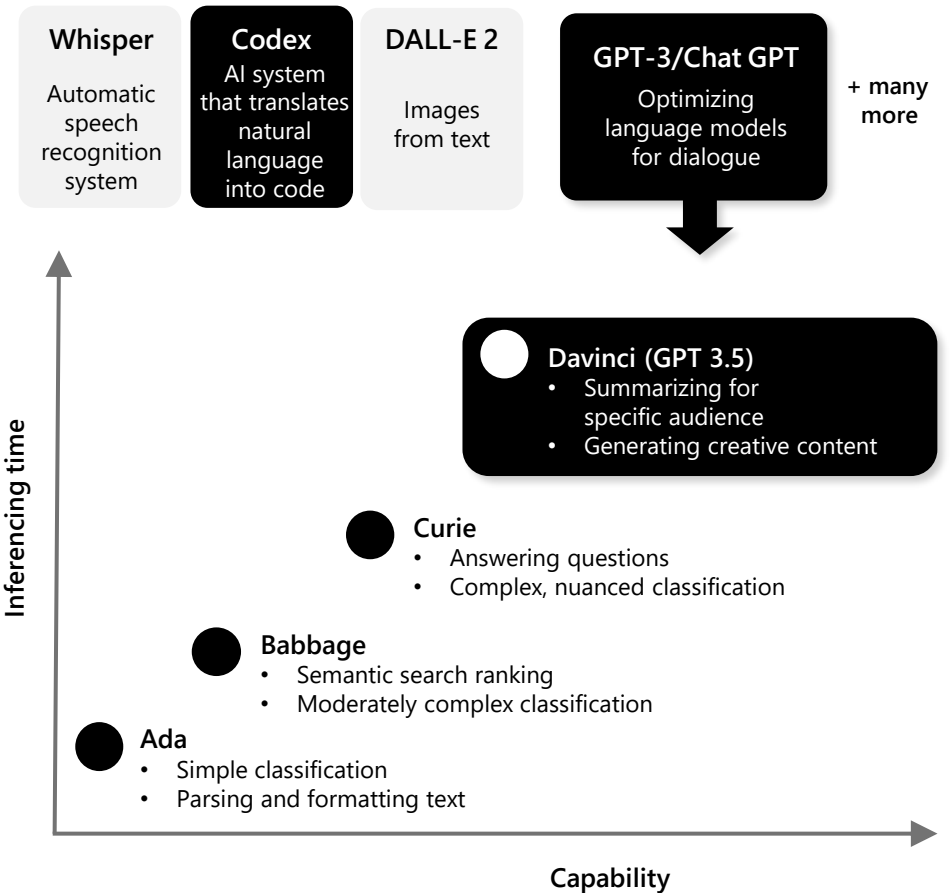 Whisper
Automatic
speech
recognition
system
Codex
AI system
that translates
natural
language
into code
DALL-E 2
Images
from text
GPT-3/Chat GPT
Optimizing
language models
for dialogue
+ many
more
Inferencing time
Davinci (GPT 3.5)
• Summarizing for
specific audience
• Generating creative content
Curie
• Answering questions
• Complex, nuanced classification
Babbage
• Semantic search ranking
• Moderately complex classification
Ada
• Simple classification
• Parsing and formatting text
Capability